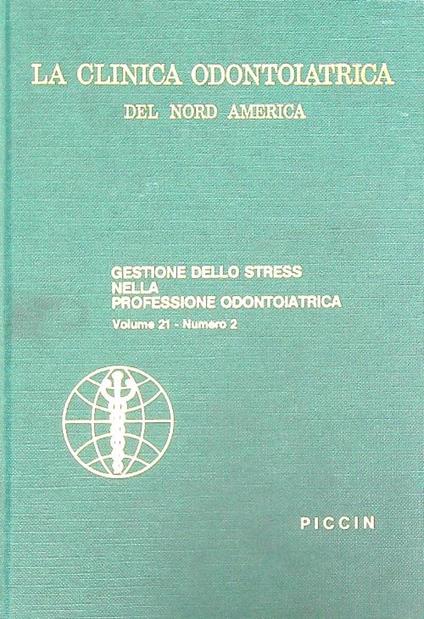 LA CLINICA ODONTOIATRICA
DEL NORD AMERICA
GESTIONE DELLO STRESS
NELLA
PROFESSIONE ODONTOIATRICA
Volume 21 - Numero 2
PICCIN